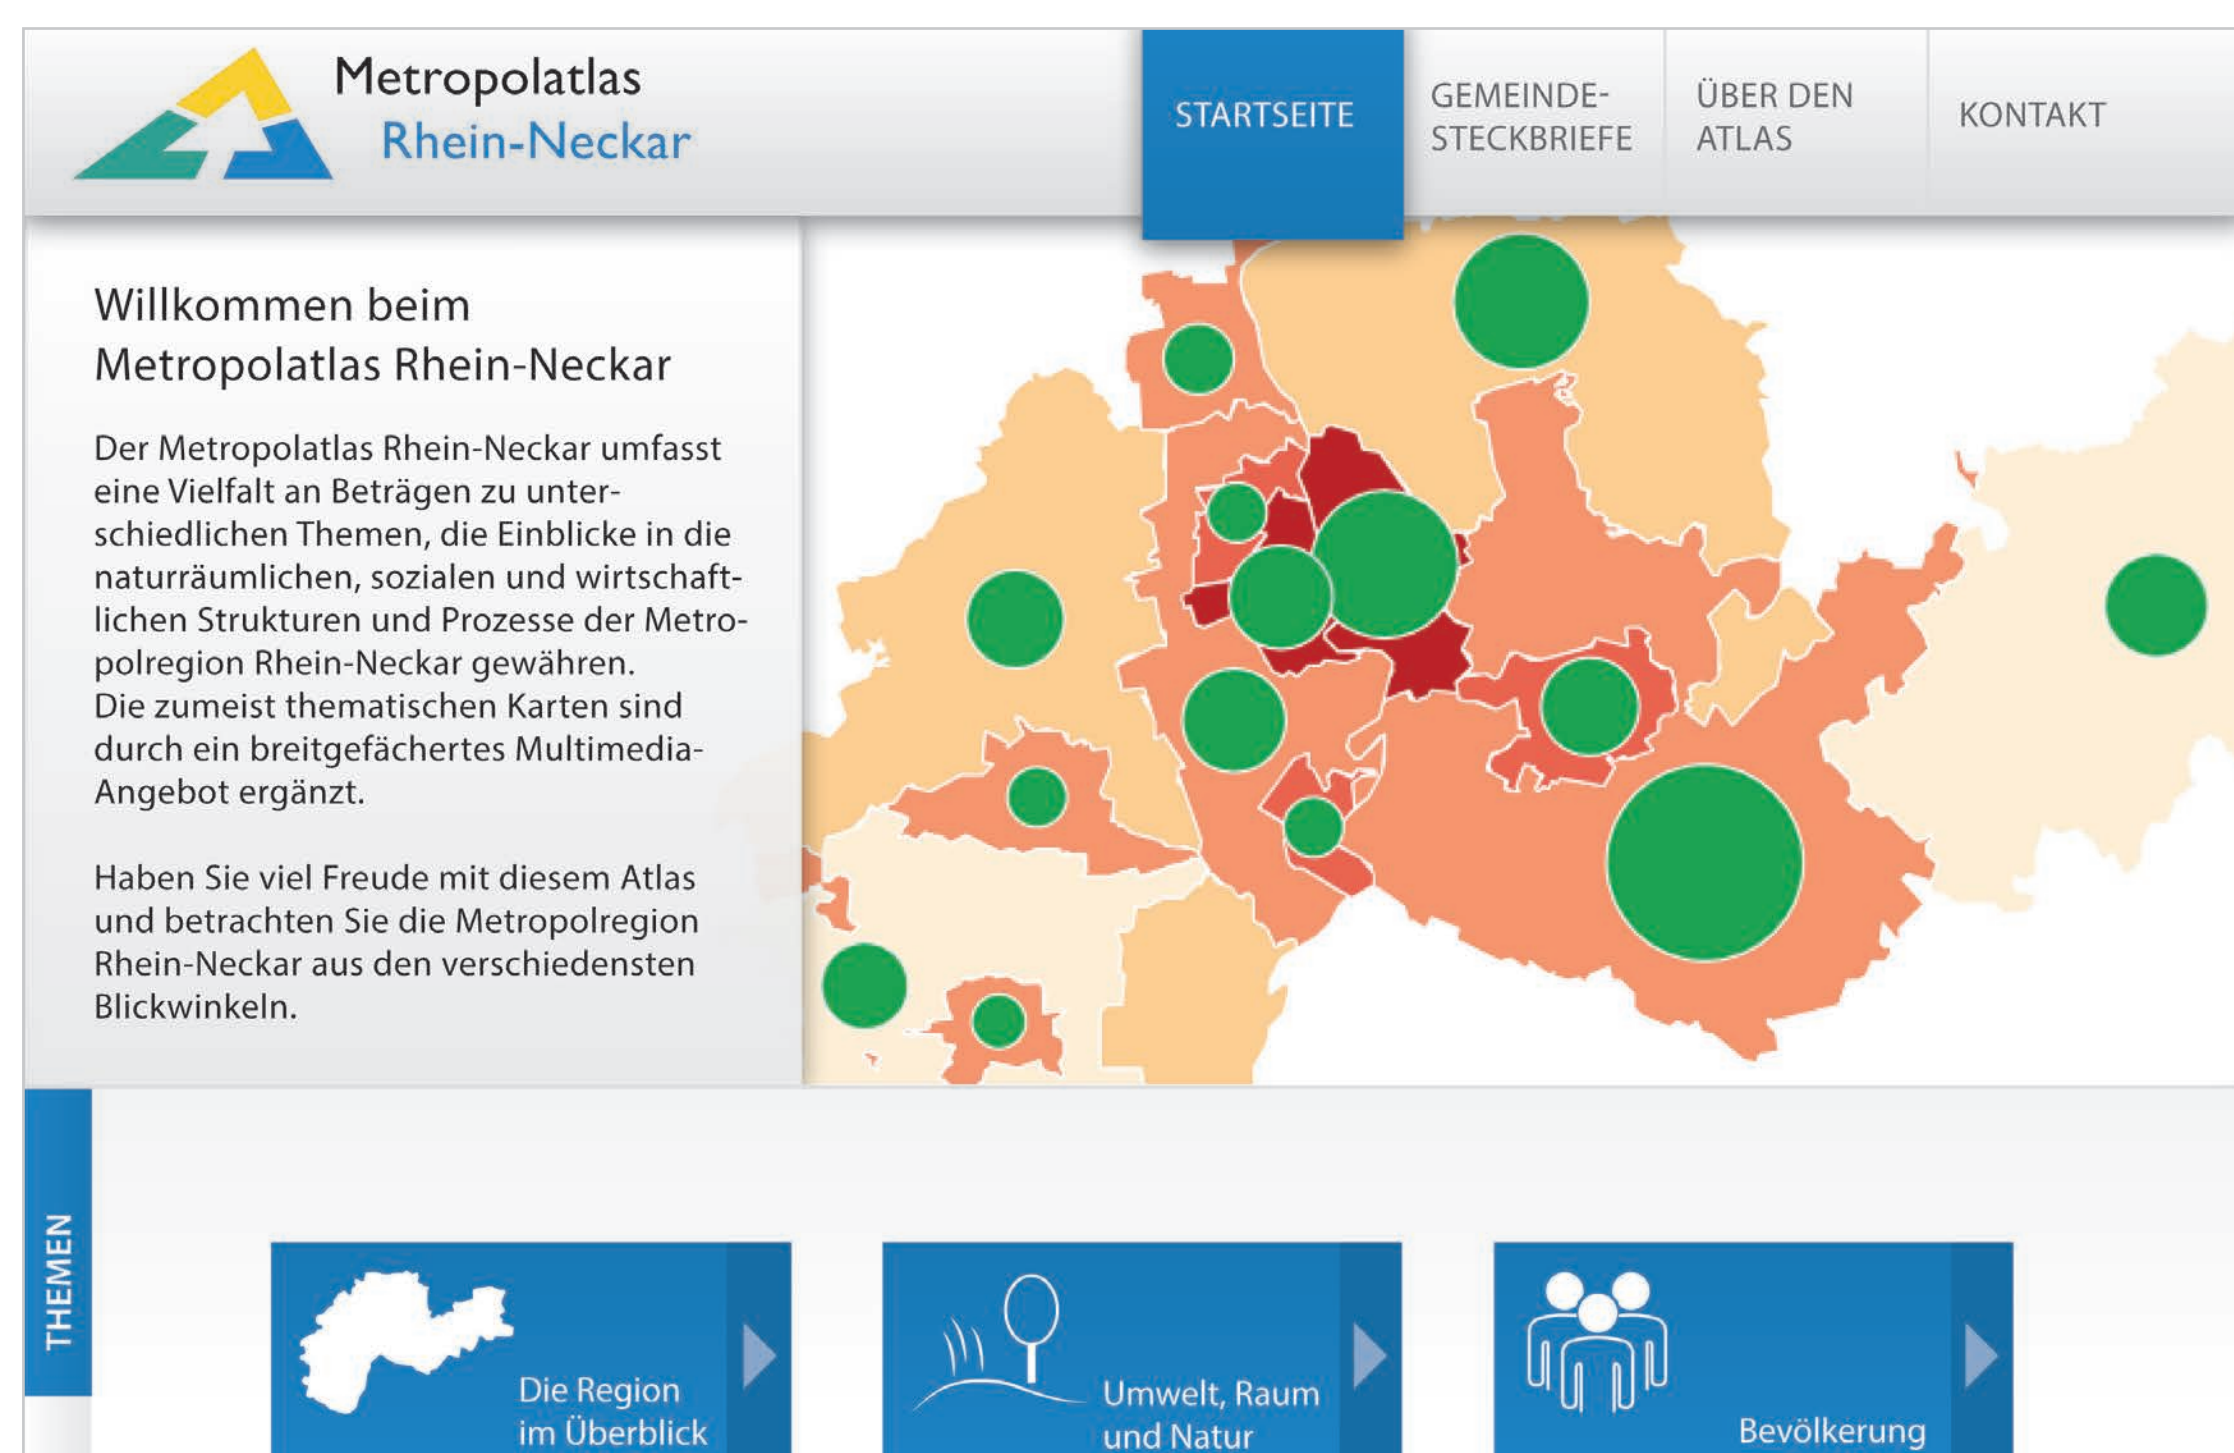 Metropolatlas
Rhein-Neckar
STARTSEITE
GEMEINDE-
STECKBRIEFE
ÜBER DEN
ATLAS
KONTAKT
Willkommen beim
Metropolatlas Rhein-Neckar
Der Metropolatlas Rhein-Neckar umfasst
eine Vielfalt an Beträgen zu unter-
schiedlichen Themen, die Einblicke in die
naturräumlichen, sozialen und wirtschaft-
lichen Strukturen und Prozesse der Metro-
polregion Rhein-Neckar gewähren.
Die zumeist thematischen Karten sind
durch ein breitgefächertes Multimedia-
Angebot ergänzt.
Haben Sie viel Freude mit diesem Atlas
und betrachten Sie die Metropolregion
Rhein-Neckar aus den verschiedensten
Blickwinkeln.
THEMEN
Die Region
im Überblick
Umwelt, Raum
und Natur
Bevölkerung